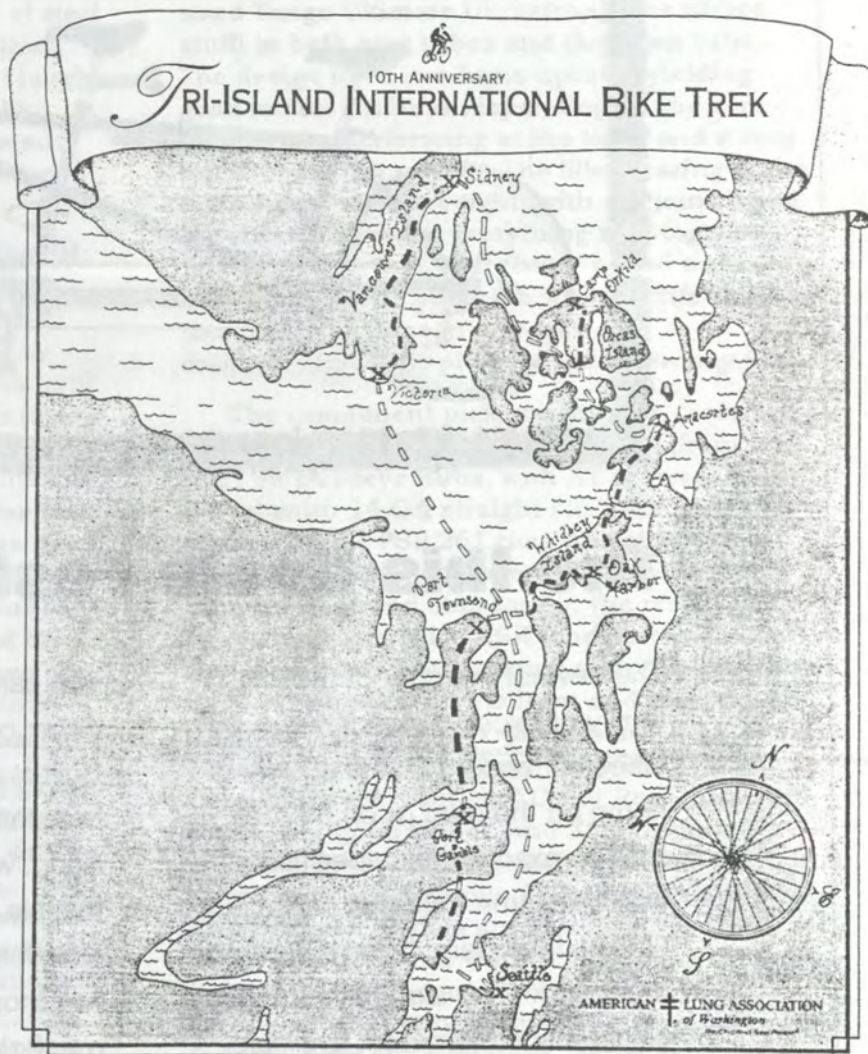 10TH ANNIVERSARY
TRI-ISLAND INTERNATIONAL BIKE TREK
Sidney
Vancouver Island
Camp
Orkila
Orcas
Island
Victoria
Anacortes
Whidbey
Island
Oak
Harbor
Port
Townsend
N
W
E
S
Port
Gamble
Seattle
AMERICAN LUNG ASSOCIATION
of Washington